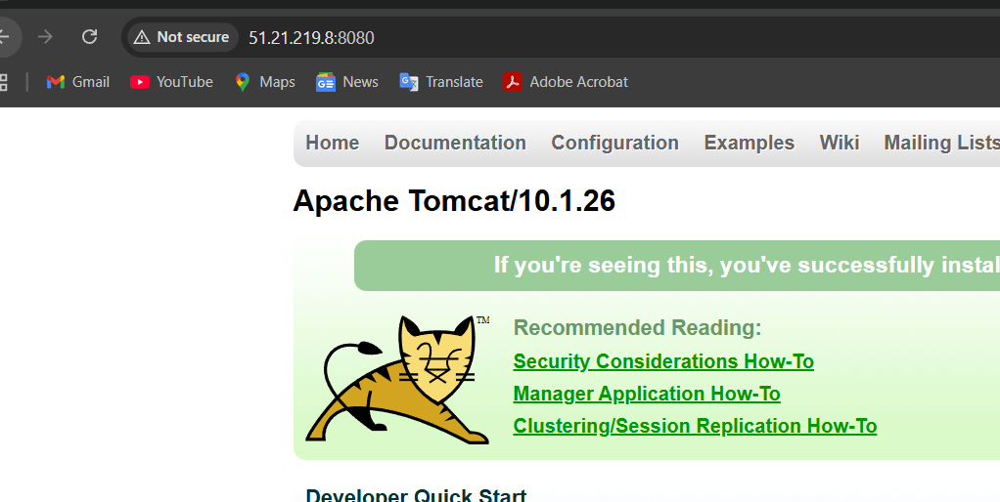 Not secure 51.21.219.8:8080
Gmail YouTube Maps News Translate Adobe Acrobat
Home Documentation Configuration Examples Wiki Mailing Lists
Apache Tomcat/10.1.26
If you're seeing this, you've successfully instal
TM
Recommended Reading:
Security Considerations How-To
Manager Application How-To
Clustering/Session Replication How-To
Developer Quick Start